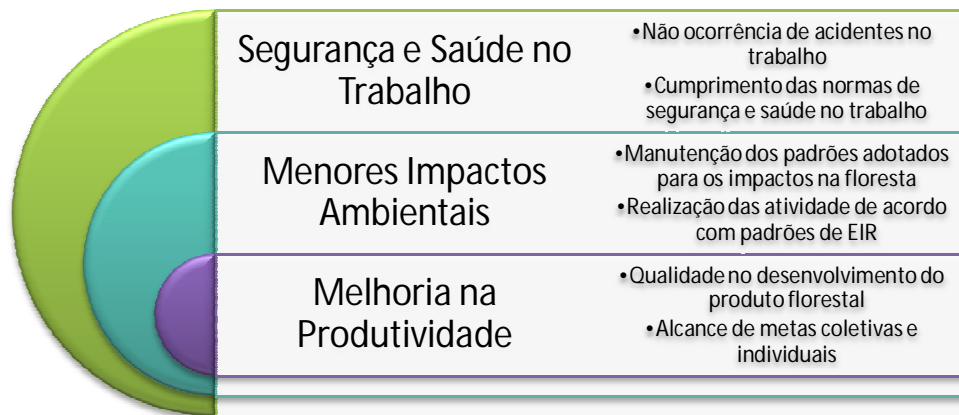 Segurança e Saúde no
Trabalho
•Não ocorrência de acidentes no
trabalho
•Cumprimento das normas de
segurança e saúde no trabalho
Menores Impactos
Ambientais
•Manutenção dos padrões adotados
para os impactos na floresta
•Realização das atividade de acordo
com padrões de EIR
Melhoria na
Produtividade
•Qualidade no desenvolvimento do
produto florestal
•Alcance de metas coletivas e
individuais